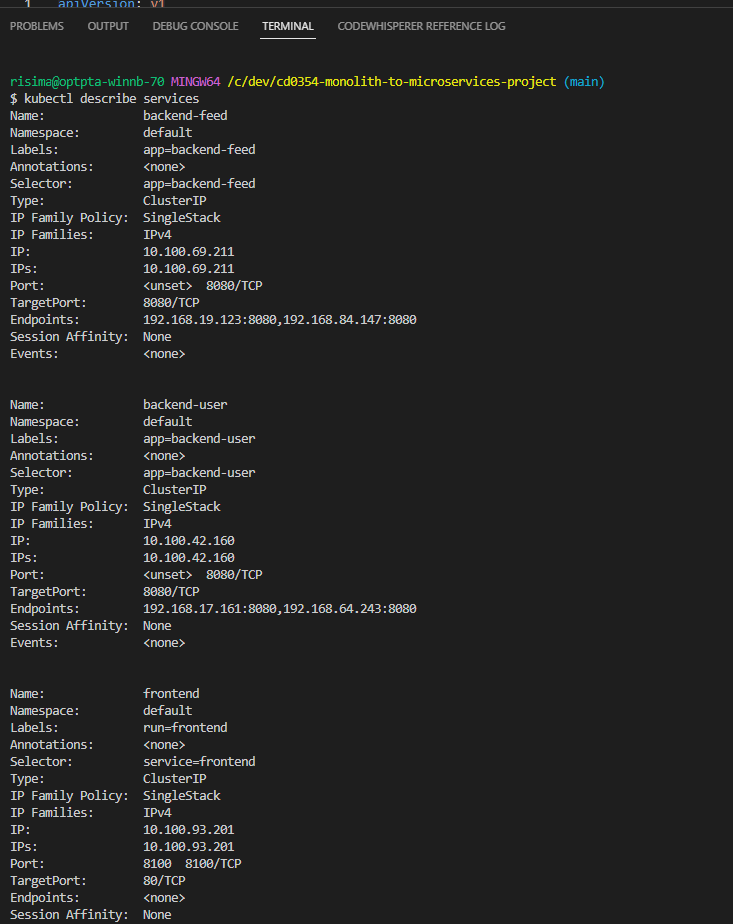 1 apiVersion: v1
PROBLEMS OUTPUT DEBUG CONSOLE TERMINAL CODEWHISPERER REFERENCE LOG
risima@optpta-winnb-70 MINGW64 /c/dev/cd0354-monolith-to-microservices-project (main)
$ kubectl describe services
Name: backend-feed
Namespace: default
Labels: app=backend-feed
Annotations: <none>
Selector: app=backend-feed
Type: ClusterIP
IP Family Policy: SingleStack
IP Families: IPv4
IP: 10.100.69.211
IPs: 10.100.69.211
Port: <unset> 8080/TCP
TargetPort: 8080/TCP
Endpoints: 192.168.19.123:8080,192.168.84.147:8080
Session Affinity: None
Events: <none>
Name: backend-user
Namespace: default
Labels: app=backend-user
Annotations: <none>
Selector: app=backend-user
Type: ClusterIP
IP Family Policy: SingleStack
IP Families: IPv4
IP: 10.100.42.160
IPs: 10.100.42.160
Port: <unset> 8080/TCP
TargetPort: 8080/TCP
Endpoints: 192.168.17.161:8080,192.168.64.243:8080
Session Affinity: None
Events: <none>
Name: frontend
Namespace: default
Labels: run=frontend
Annotations: <none>
Selector: service=frontend
Type: ClusterIP
IP Family Policy: SingleStack
IP Families: IPv4
IP: 10.100.93.201
IPs: 10.100.93.201
Port: 8100 8100/TCP
TargetPort: 80/TCP
Endpoints: <none>
Session Affinity: None